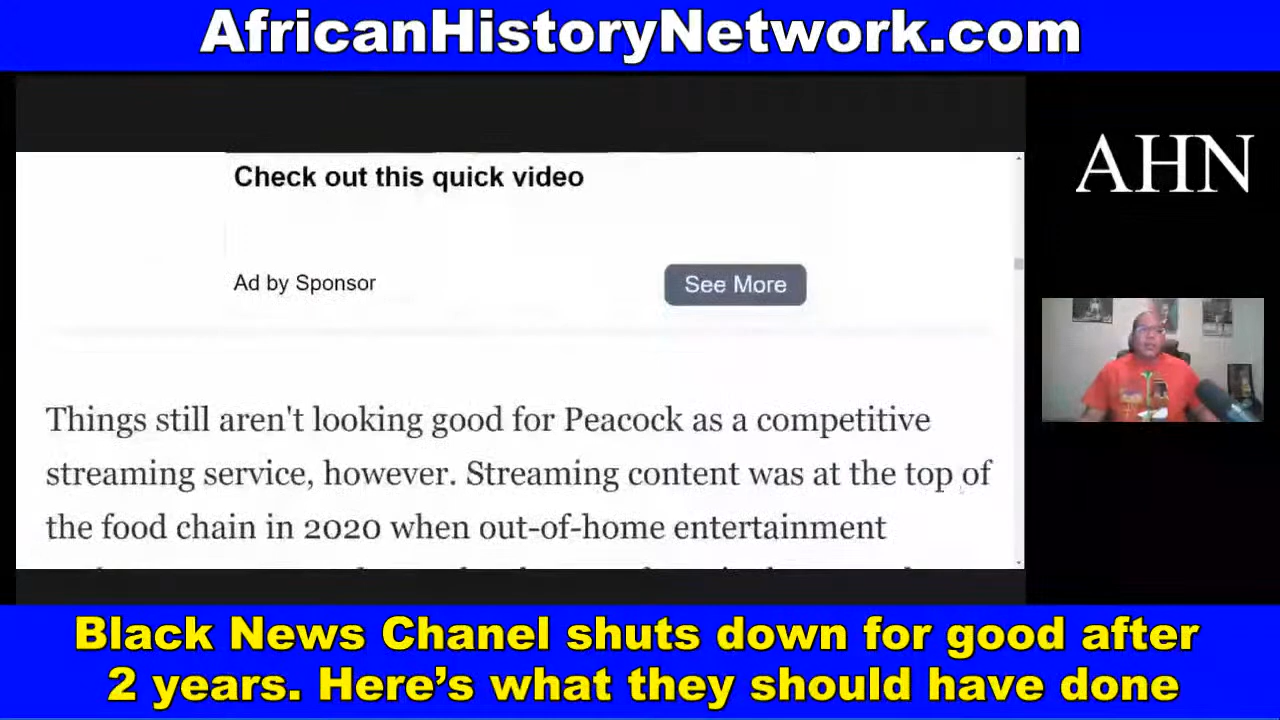 AfricanHistoryNetwork.com
AHN
Check out this quick video
Ad by Sponsor
See More
Things still aren't looking good for Peacock as a competitive
streaming service, however. Streaming content was at the top of
the food chain in 2020 when out-of-home entertainment
Black News Chanel shuts down for good after
2 years. Here’s what they should have done